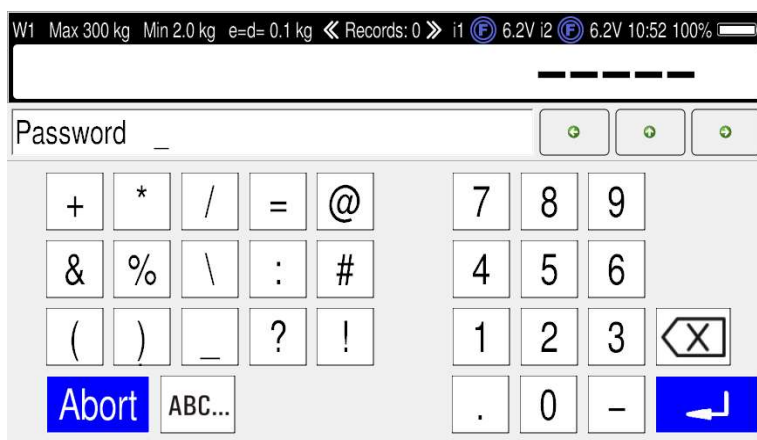 W1 Max 300 kg Min 2.0 kg e=d= 0.1 kg ≪ Records: 0 ≫ i1 F 6.2V i2 F 6.2V 10:52 100%
– – – – –
Password _
+ * / = @ 7 8 9
& % \ : # 4 5 6
( ) _ ? ! 1 2 3 X
Abort ABC... . 0 –